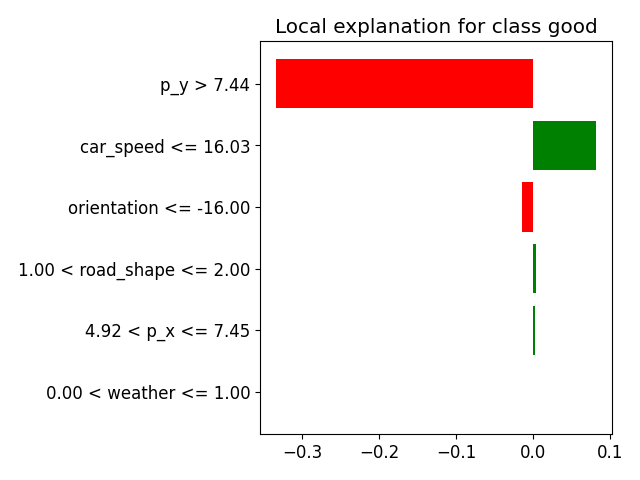 Local explanation for class good
p_y > 7.44
car_speed <= 16.03
orientation <= -16.00
1.00 < road_shape <= 2.00
4.92 < p_x <= 7.45
0.00 < weather <= 1.00
−0.3 −0.2 −0.1 0.0 0.1